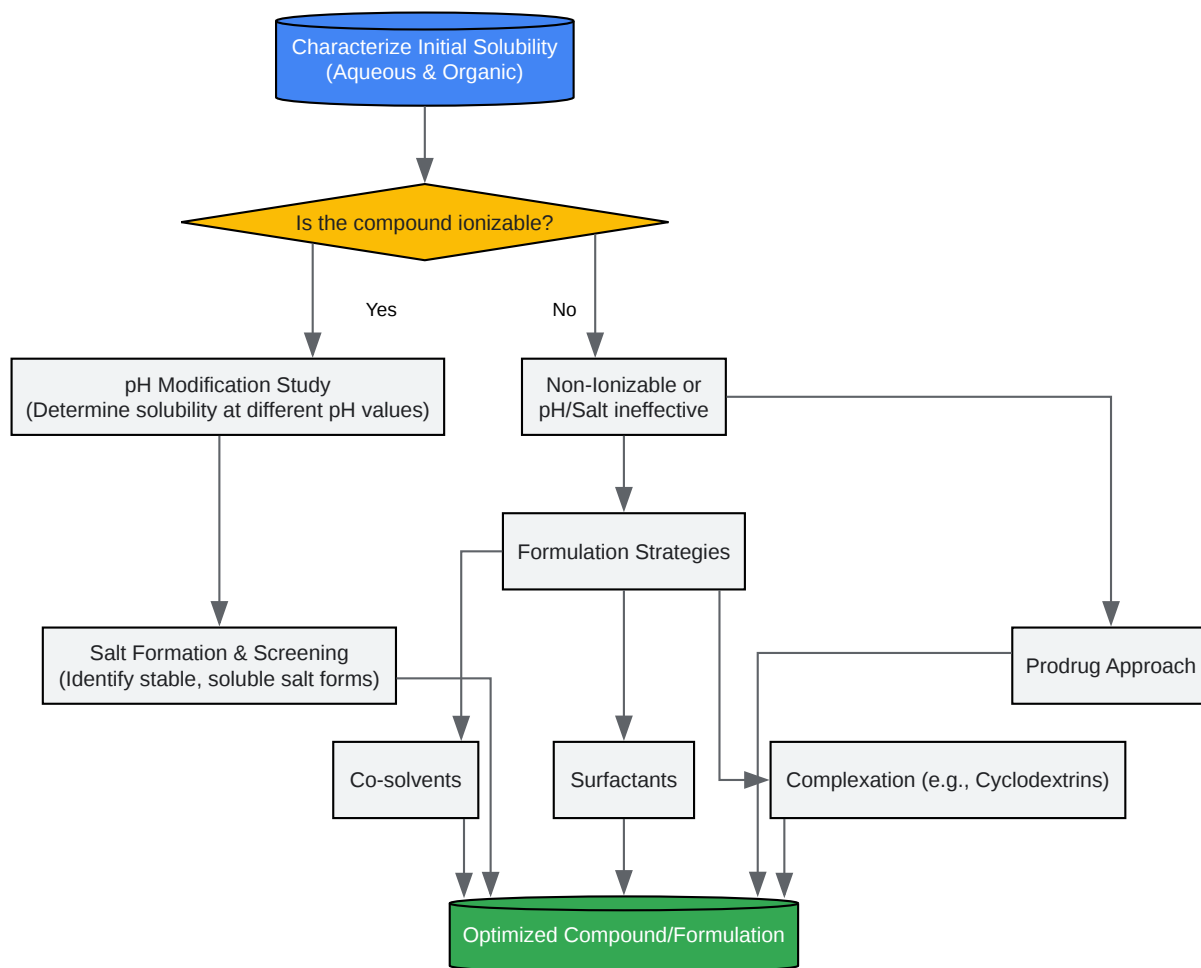 Characterize Initial Solubility
(Aqueous & Organic)
Is the compound ionizable?
Yes
No
pH Modification Study
(Determine solubility at different pH values)
Non-Ionizable or
pH/Salt ineffective
Formulation Strategies
Salt Formation & Screening
(Identify stable, soluble salt forms)
Prodrug Approach
Co-solvents
Surfactants
Complexation (e.g., Cyclodextrins)
Optimized Compound/Formulation